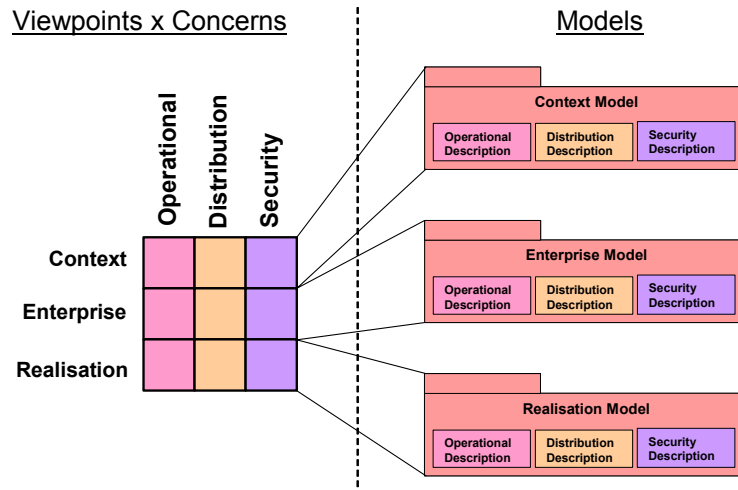 Viewpoints x Concerns
Models
Operational
Distribution
Security
Context
Enterprise
Realisation
Context Model
Operational
Description
Distribution
Description
Security
Description
Enterprise Model
Operational
Description
Distribution
Description
Security
Description
Realisation Model
Operational
Description
Distribution
Description
Security
Description